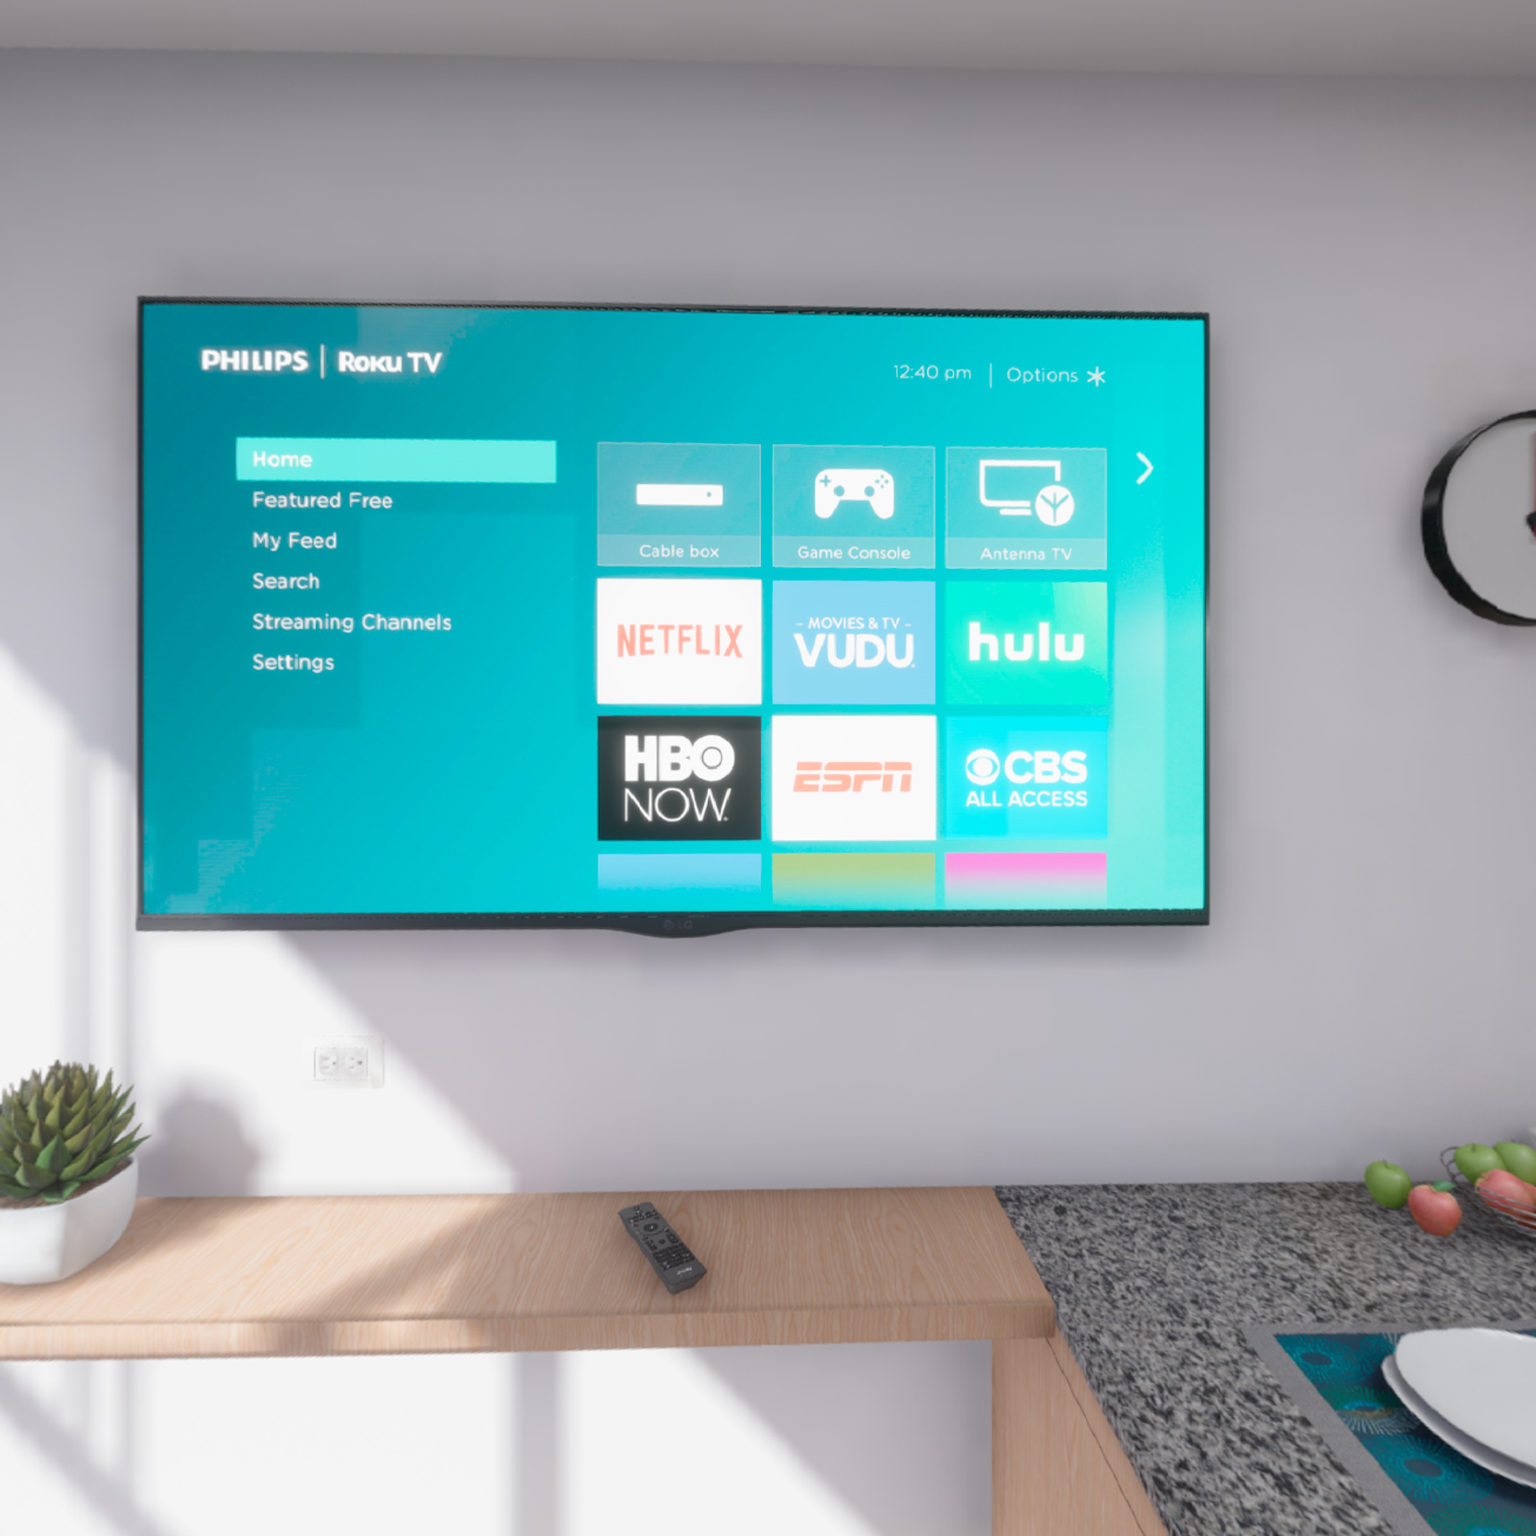 PHILIPS | Roku TV
12:40 pm | Options
Home
Featured Free
My Feed
Search
Streaming Channels
Settings
Cable box
Game Console
Antenna TV
NETFLIX
- MOVIES & TV -
VUDU
hulu
HBO
NOW.
ESPN
CBS
ALL ACCESS
LG